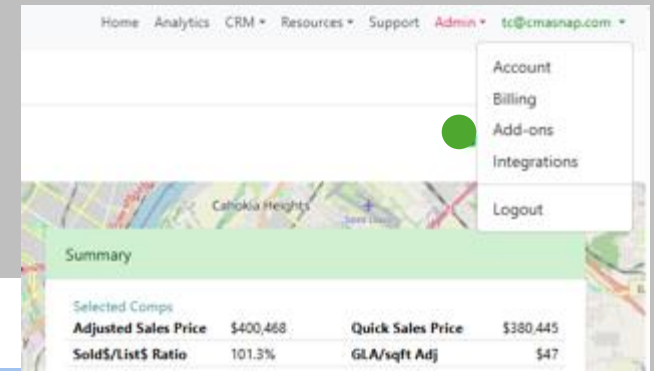 Home Analytics CRM Resources Support Admin tc@cmasnap.com
Account
Billing
Add-ons
Integrations
Logout
Cahokia Heights
Summary
Selected Comps
Adjusted Sales Price $400,468 Quick Sales Price $380,445
Sold$/List$ Ratio 101.3% GLA/sqft Adj $47